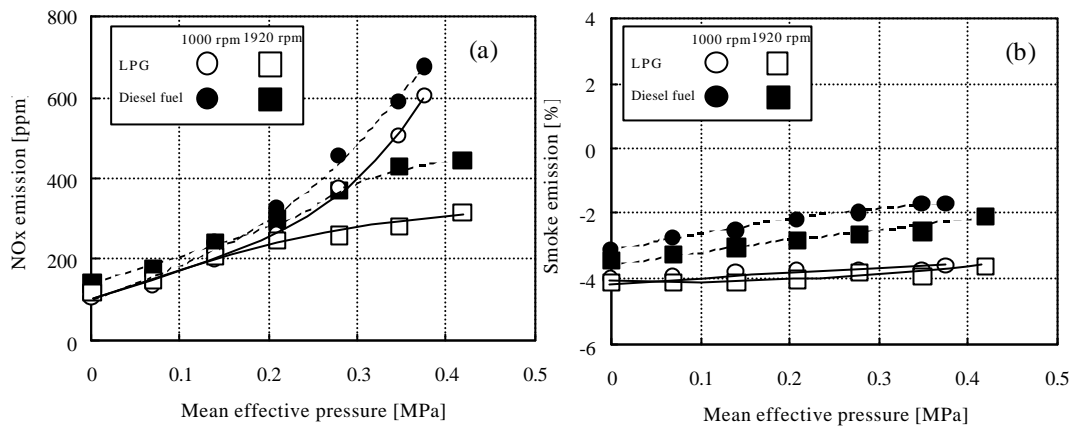 1000 rpm 1920 rpm
LPG
Diesel fuel
(a)
NOx emission [ppm]
800
600
400
200
0
0 0.1 0.2 0.3 0.4 0.5
Mean effective pressure [MPa]
1000 rpm 1920 rpm
LPG
Diesel fuel
(b)
Smoke emission [%]
4
2
0
-2
-4
-6
0 0.1 0.2 0.3 0.4 0.5
Mean effective pressure [MPa]